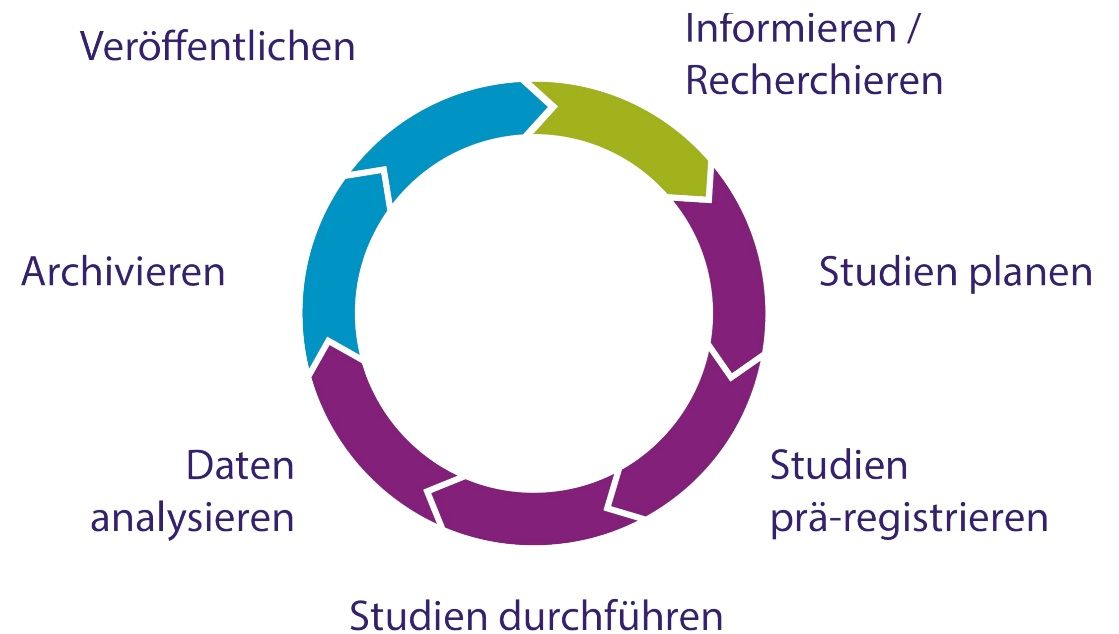 Veröffentlichen
Informieren /
Recherchieren
Archivieren
Studien planen
Daten
analysieren
Studien
prä-registrieren
Studien durchführen